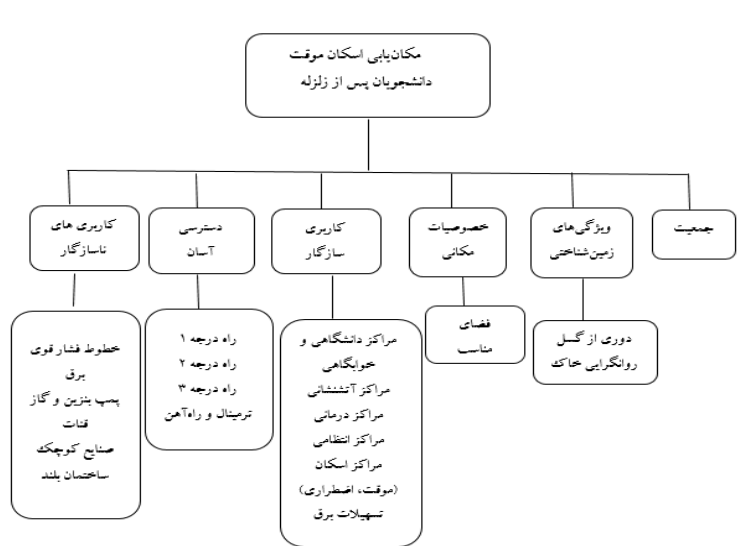 مکان‌یابی اسکان موقت
دانشجویان پس از زلزله
جمعیت
ویژگی‌های
زمین‌شناختی
خصوصیات
مکانی
کاربری
سازگار
دسترسی
آسان
کاربری های
ناسازگار
دوری از گسل
روانگرایی خاک
فضای
مناسب
مراکز دانشگاهی و
خوابگاهی
مراکز آتشنشانی
مراکز درمانی
مراکز انتظامی
مراکز اسکان
(موقت، اضطراری)
تسهیلات برق
راه درجه ۱
راه درجه ۲
راه درجه ۳
ترمینال و راه‌آهن
خطوط فشار قوی
برق
پمپ بنزین و گاز
قنات
صنایع کوچک
ساختمان بلند